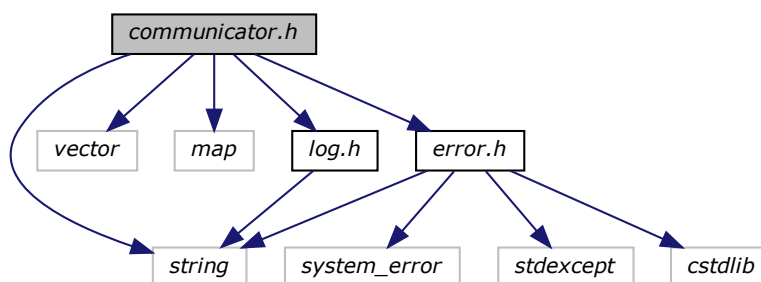 communicator.h
vector
map
log.h
error.h
string
system_error
stdexcept
cstdlib